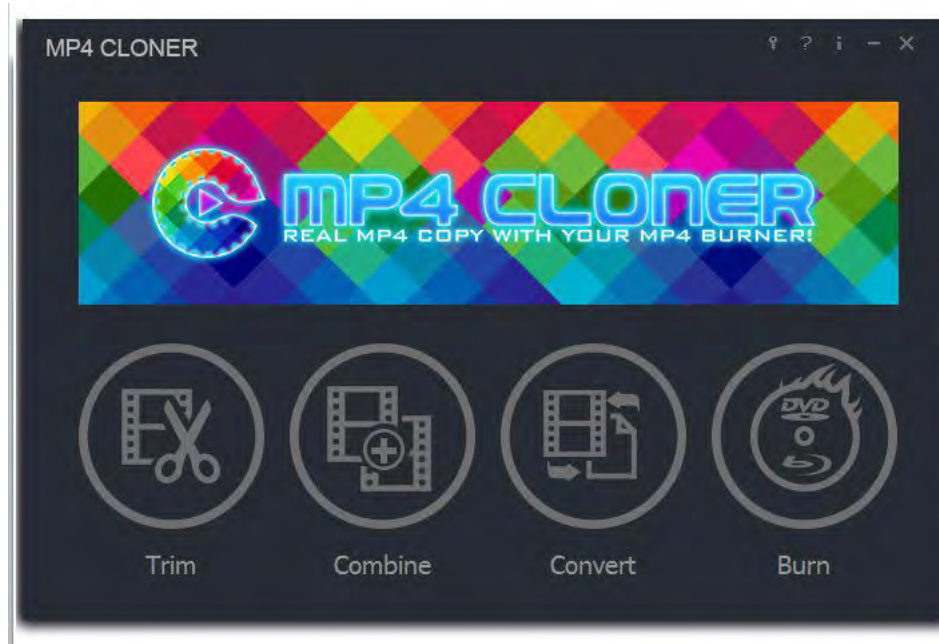 MP4 CLONER
? i
MP4 CLONER
REAL MP4 COPY WITH YOUR MP4 BURNER!
DVD
Trim Combine Convert Burn